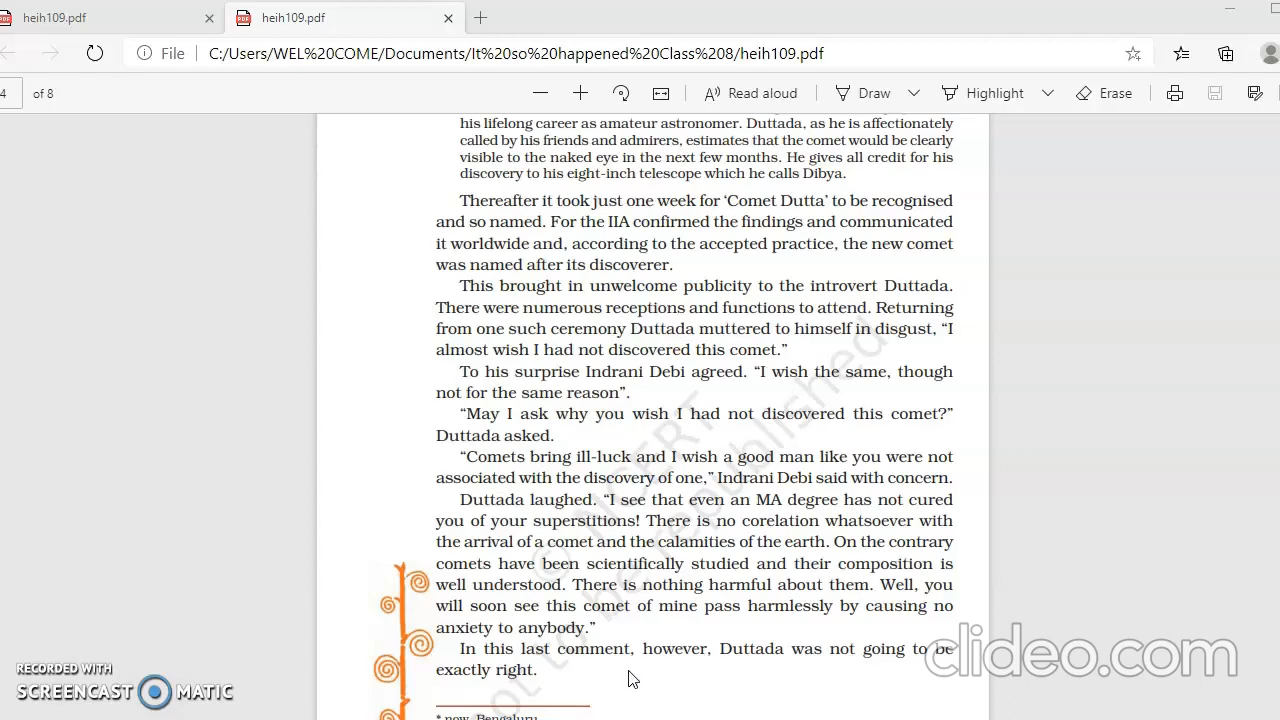 heih109.pdf
heih109.pdf
File
C:/Users/WEL%20COME/Documents/It%20so%20happened%20Class%208/heih109.pdf
4 of 8
Read aloud
Draw
Highlight
Erase
his lifelong career as amateur astronomer. Duttada, as he is affectionately
called by his friends and admirers, estimates that the comet would be clearly
visible to the naked eye in the next few months. He gives all credit for his
discovery to his eight-inch telescope which he calls Dibya.
Thereafter it took just one week for ‘Comet Dutta’ to be recognised
and so named. For the IIA confirmed the findings and communicated
it worldwide and, according to the accepted practice, the new comet
was named after its discoverer.
This brought in unwelcome publicity to the introvert Duttada.
There were numerous receptions and functions to attend. Returning
from one such ceremony Duttada muttered to himself in disgust, “I
almost wish I had not discovered this comet.”
To his surprise Indrani Debi agreed. “I wish the same, though
not for the same reason”.
“May I ask why you wish I had not discovered this comet?”
Duttada asked.
“Comets bring ill-luck and I wish a good man like you were not
associated with the discovery of one,” Indrani Debi said with concern.
Duttada laughed. “I see that even an MA degree has not cured
you of your superstitions! There is no corelation whatsoever with
the arrival of a comet and the calamities of the earth. On the contrary
comets have been scientifically studied and their composition is
well understood. There is nothing harmful about them. Well, you
will soon see this comet of mine pass harmlessly by causing no
anxiety to anybody.”
In this last comment, however, Duttada was not going to be
exactly right.
* now, Bengaluru
© NCERT
not to be republished
RECORDED WITH
SCREENCAST MATIC
clideo.com